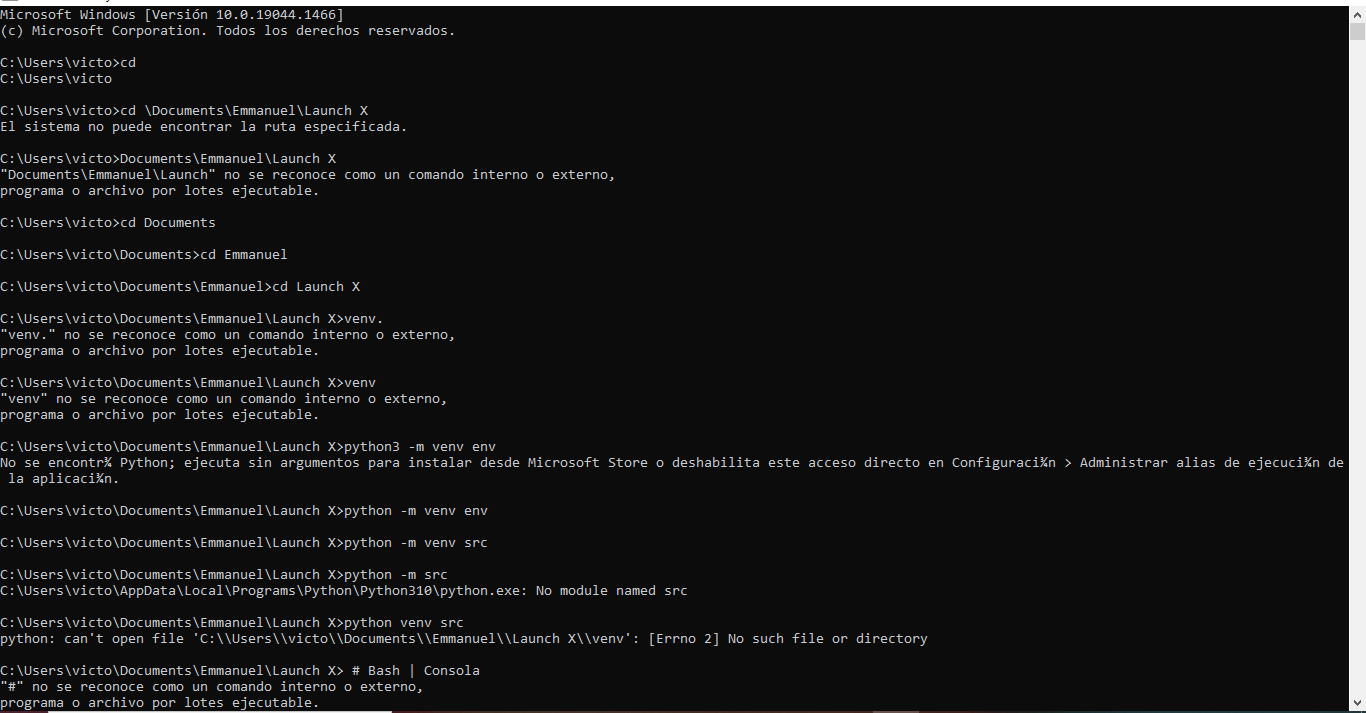 Microsoft Windows [Versión 10.0.19044.1466]
(c) Microsoft Corporation. Todos los derechos reservados.
C:\Users\victo>cd
C:\Users\victo
C:\Users\victo>cd \Documents\Emmanuel\Launch X
El sistema no puede encontrar la ruta especificada.
C:\Users\victo>Documents\Emmanuel\Launch X
"Documents\Emmanuel\Launch" no se reconoce como un comando interno o externo,
programa o archivo por lotes ejecutable.
C:\Users\victo>cd Documents
C:\Users\victo\Documents>cd Emmanuel
C:\Users\victo\Documents\Emmanuel>cd Launch X
C:\Users\victo\Documents\Emmanuel\Launch X>venv.
"venv." no se reconoce como un comando interno o externo,
programa o archivo por lotes ejecutable.
C:\Users\victo\Documents\Emmanuel\Launch X>venv
"venv" no se reconoce como un comando interno o externo,
programa o archivo por lotes ejecutable.
C:\Users\victo\Documents\Emmanuel\Launch X>python3 -m venv env
No se encontr¾ Python; ejecuta sin argumentos para instalar desde Microsoft Store o deshabilita este acceso directo en Configuraci¾n > Administrar alias de ejecuci¾n de
la aplicaci¾n.
C:\Users\victo\Documents\Emmanuel\Launch X>python -m venv env
C:\Users\victo\Documents\Emmanuel\Launch X>python -m venv src
C:\Users\victo\Documents\Emmanuel\Launch X>python -m src
C:\Users\victo\AppData\Local\Programs\Python\Python310\python.exe: No module named src
C:\Users\victo\Documents\Emmanuel\Launch X>python venv src
python: can't open file 'C:\\Users\\victo\\Documents\\Emmanuel\\Launch X\\venv': [Errno 2] No such file or directory
C:\Users\victo\Documents\Emmanuel\Launch X> # Bash | Consola
"#" no se reconoce como un comando interno o externo,
programa o archivo por lotes ejecutable.